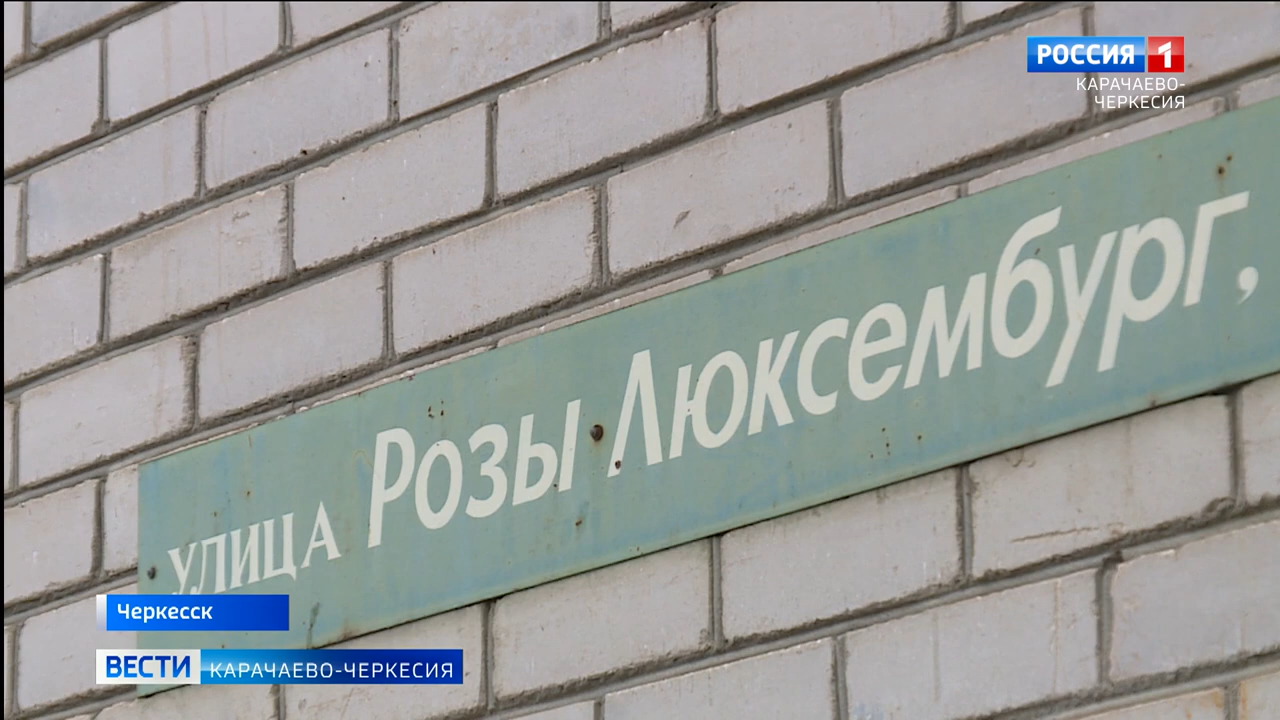 РОССИЯ 1
КАРАЧАЕВО-
ЧЕРКЕСИЯ
улица Розы Люксембург,
Черкесск
ВЕСТИ КАРАЧАЕВО-ЧЕРКЕСИЯ